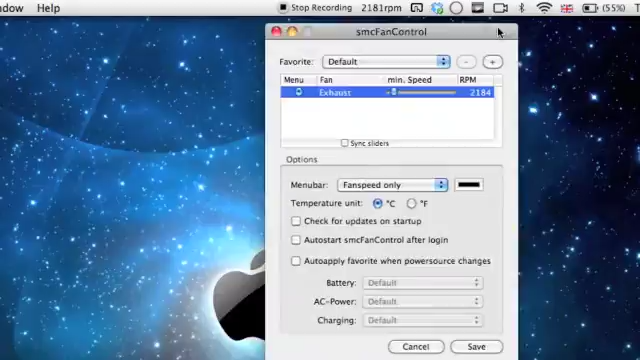 ndow Help Stop Recording 2181rpm (55%)
smcFanControl
Favorite: Default - +
Menu Fan min. Speed RPM
Exhaust 2184
Sync sliders
Options
Menubar: Fanspeed only
Temperature unit: °C °F
Check for updates on startup
Autostart smcFanControl after login
Autoapply favorite when powersource changes
Battery: Default
AC-Power: Default
Charging: Default
Cancel Save